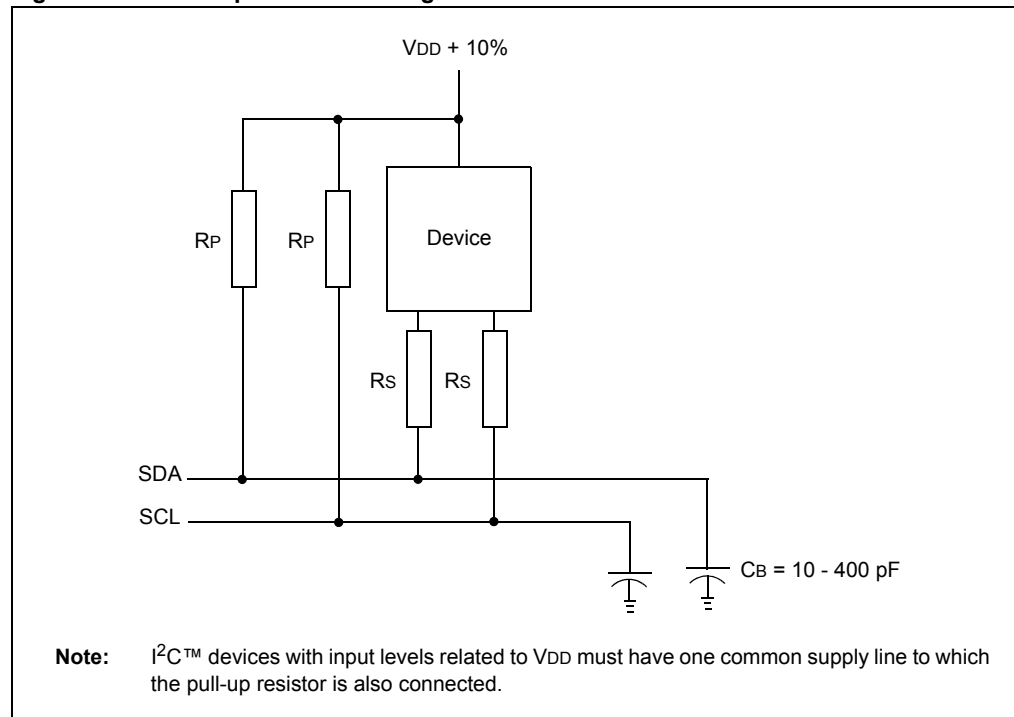 VDD + 10%
RP
RP
Device
RS
RS
SDA
SCL
CB = 10 - 400 pF
Note: I²C™ devices with input levels related to VDD must have one common supply line to which
the pull-up resistor is also connected.